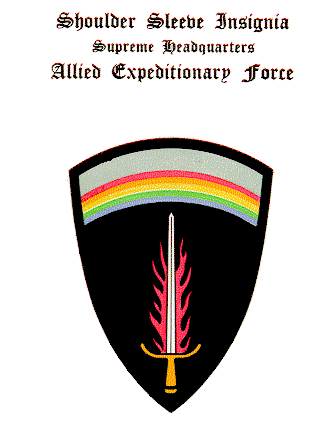 Shoulder Sleeve Insignia
Supreme Headquarters
Allied Expeditionary Force